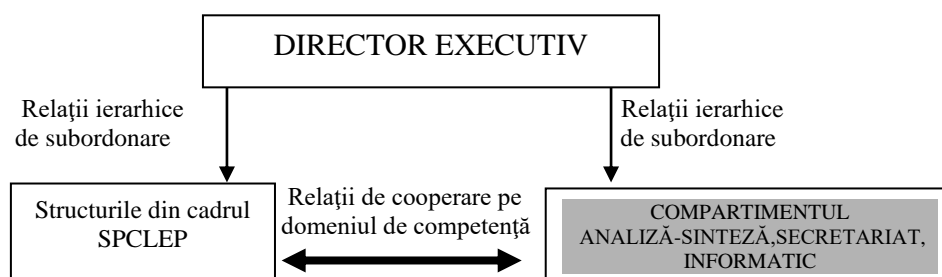 DIRECTOR EXECUTIV
Relaţii ierarhice
de subordonare
Relaţii ierarhice
de subordonare
Structurile din cadrul
SPCLEP
Relaţii de cooperare pe
domeniul de competenţă
COMPARTIMENTUL
ANALIZĂ-SINTEZĂ,SECRETARIAT,
INFORMATIC